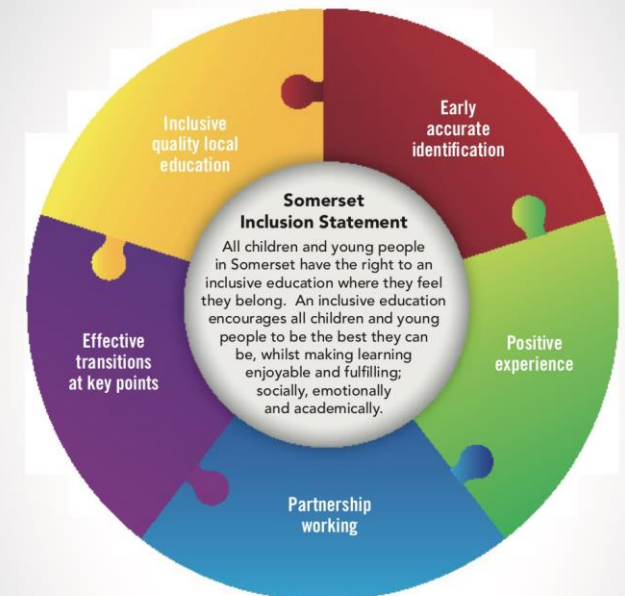 Inclusive
quality local
education
Early
accurate
identification
Somerset
Inclusion Statement
All children and young people
in Somerset have the right to an
inclusive education where they feel
they belong.  An inclusive education
encourages all children and young
people to be the best they can
be, whilst making learning
enjoyable and fulfilling;
socially, emotionally
and academically.
Effective
transitions
at key points
Positive
experience
Partnership
working